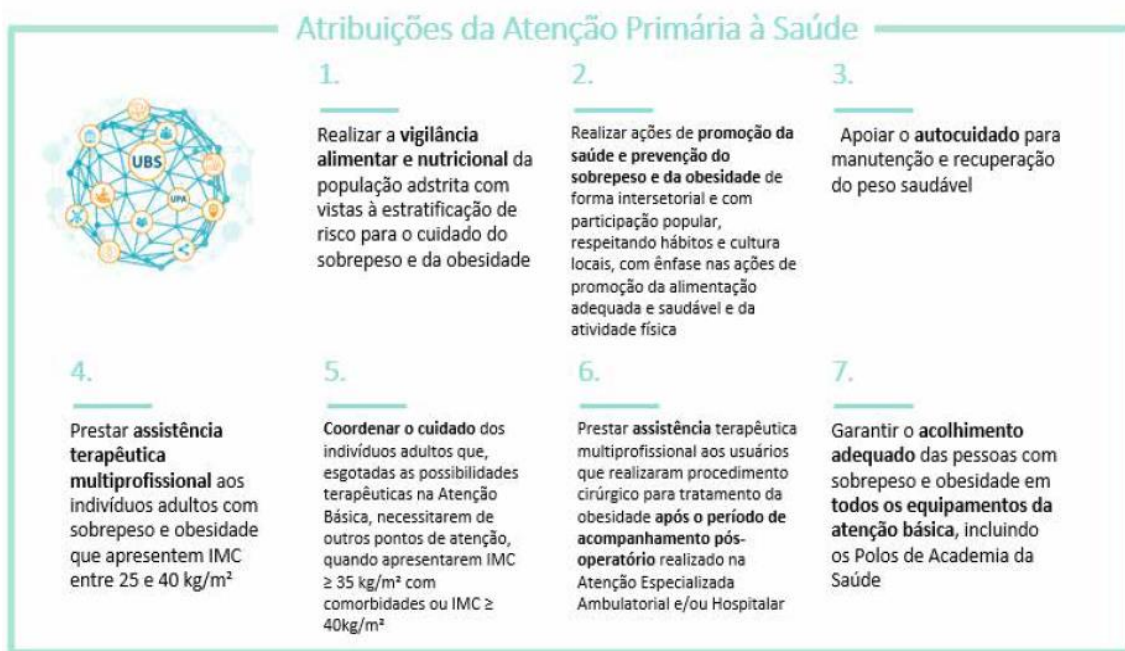 Atribuições da Atenção Primária à Saúde
UBS
UPA
1.
Realizar a vigilância
alimentar e nutricional da
população adstrita com
vistas à estratificação de
risco para o cuidado do
sobrepeso e da obesidade
2.
Realizar ações de promoção da
saúde e prevenção do
sobrepeso e da obesidade de
forma intersetorial e com
participação popular,
respeitando hábitos e cultura
locais, com ênfase nas ações de
promoção da alimentação
adequada e saudável e da
atividade física
3.
Apoiar o autocuidado para
manutenção e recuperação
do peso saudável
4.
Prestar assistência
terapêutica
multiprofissional aos
indivíduos adultos com
sobrepeso e obesidade
que apresentem IMC
entre 25 e 40 kg/m²
5.
Coordenar o cuidado dos
indivíduos adultos que,
esgotadas as possibilidades
terapêuticas na Atenção
Básica, necessitarem de
outros pontos de atenção,
quando apresentarem IMC
≥ 35 kg/m² com
comorbidades ou IMC ≥
40kg/m²
6.
Prestar assistência terapêutica
multiprofissional aos usuários
que realizaram procedimento
cirúrgico para tratamento da
obesidade após o período de
acompanhamento pós-
operatório realizado na
Atenção Especializada
Ambulatorial e/ou Hospitalar
7.
Garantir o acolhimento
adequado das pessoas com
sobrepeso e obesidade em
todos os equipamentos da
atenção básica, incluindo
os Polos de Academia da
Saúde